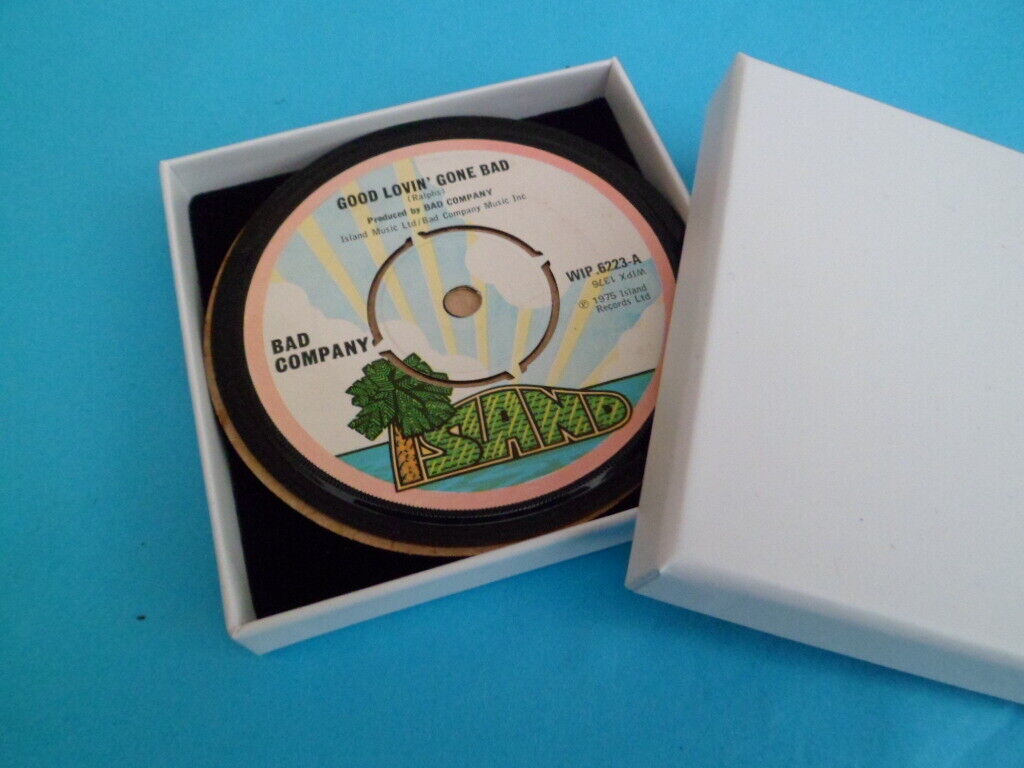 GOOD LOVIN' GONE BAD
(Ralphs)
Produced by BAD COMPANY
Island Music Ltd/Bad Company Music Inc
WIP.6223-A
WIPX 1376
℗ 1975 Island
Records Ltd
BAD
COMPANY
ISLAND